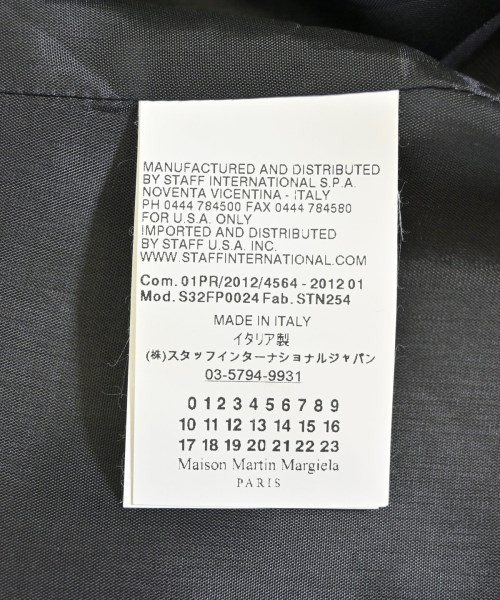 MANUFACTURED AND DISTRIBUTED
BY STAFF INTERNATIONAL S.P.A.
NOVENTA VICENTINA - ITALY
PH 0444 784500 FAX 0444 784580
FOR U.S.A. ONLY
IMPORTED AND DISTRIBUTED
BY STAFF U.S.A. INC.
WWW.STAFFINTERNATIONAL.COM
Com. 01PR/2012/4564 - 2012 01
Mod. S32FP0024 Fab. STN254
MADE IN ITALY
イタリア製
(株)スタッフインターナショナルジャパン
03-5794-9931
0 1 2 3 4 5 6 7 8 9
10 11 12 13 14 15 16
17 18 19 20 21 22 23
Maison Martin Margiela
PARIS